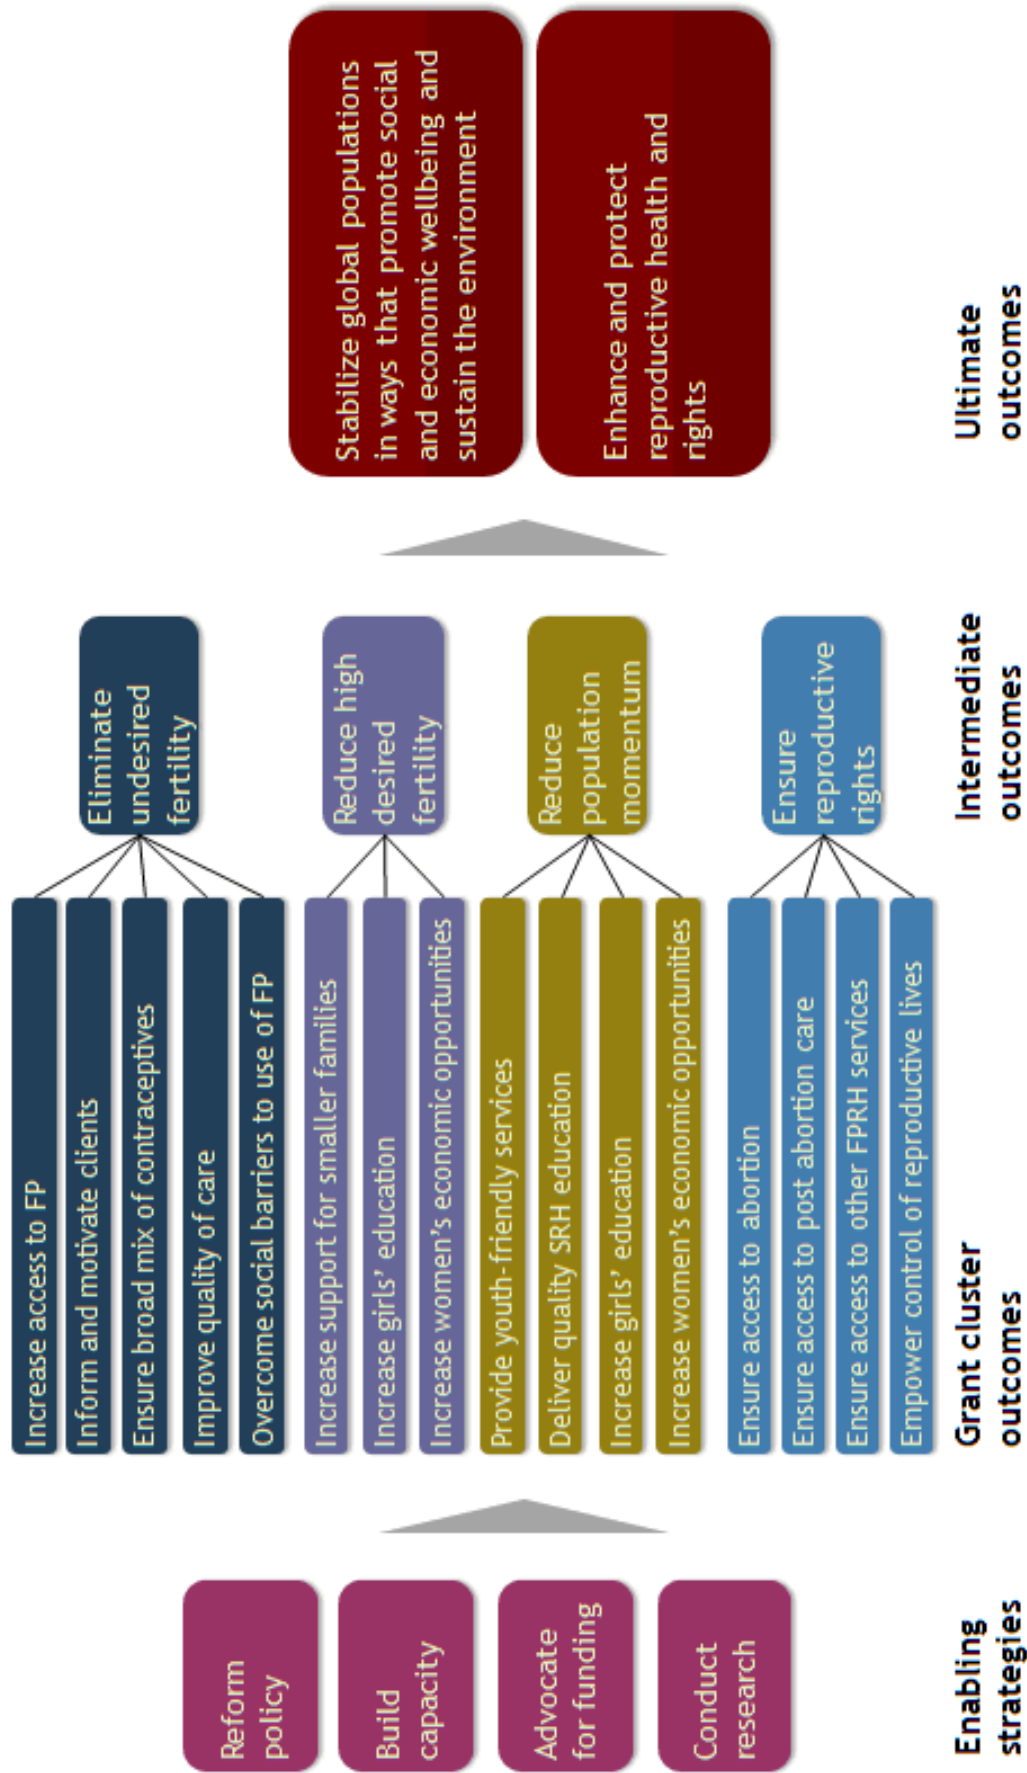 Reform
policy
Build
capacity
Advocate
for funding
Conduct
research
Enabling
strategies
Increase access to FP
Inform and motivate clients
Ensure broad mix of contraceptives
Improve quality of care
Overcome social barriers to use of FP
Increase support for smaller families
Increase girls’ education
Increase women’s economic opportunities
Provide youth-friendly services
Deliver quality SRH education
Increase girls’ education
Increase women’s economic opportunities
Ensure access to abortion
Ensure access to post abortion care
Ensure access to other FPRH services
Empower control of reproductive lives
Grant cluster
outcomes
Eliminate
undesired
fertility
Reduce high
desired
fertility
Reduce
population
momentum
Ensure
reproductive
rights
Intermediate
outcomes
Stabilize global populations
in ways that promote social
and economic wellbeing and
sustain the environment
Enhance and protect
reproductive health and
rights
Ultimate
outcomes